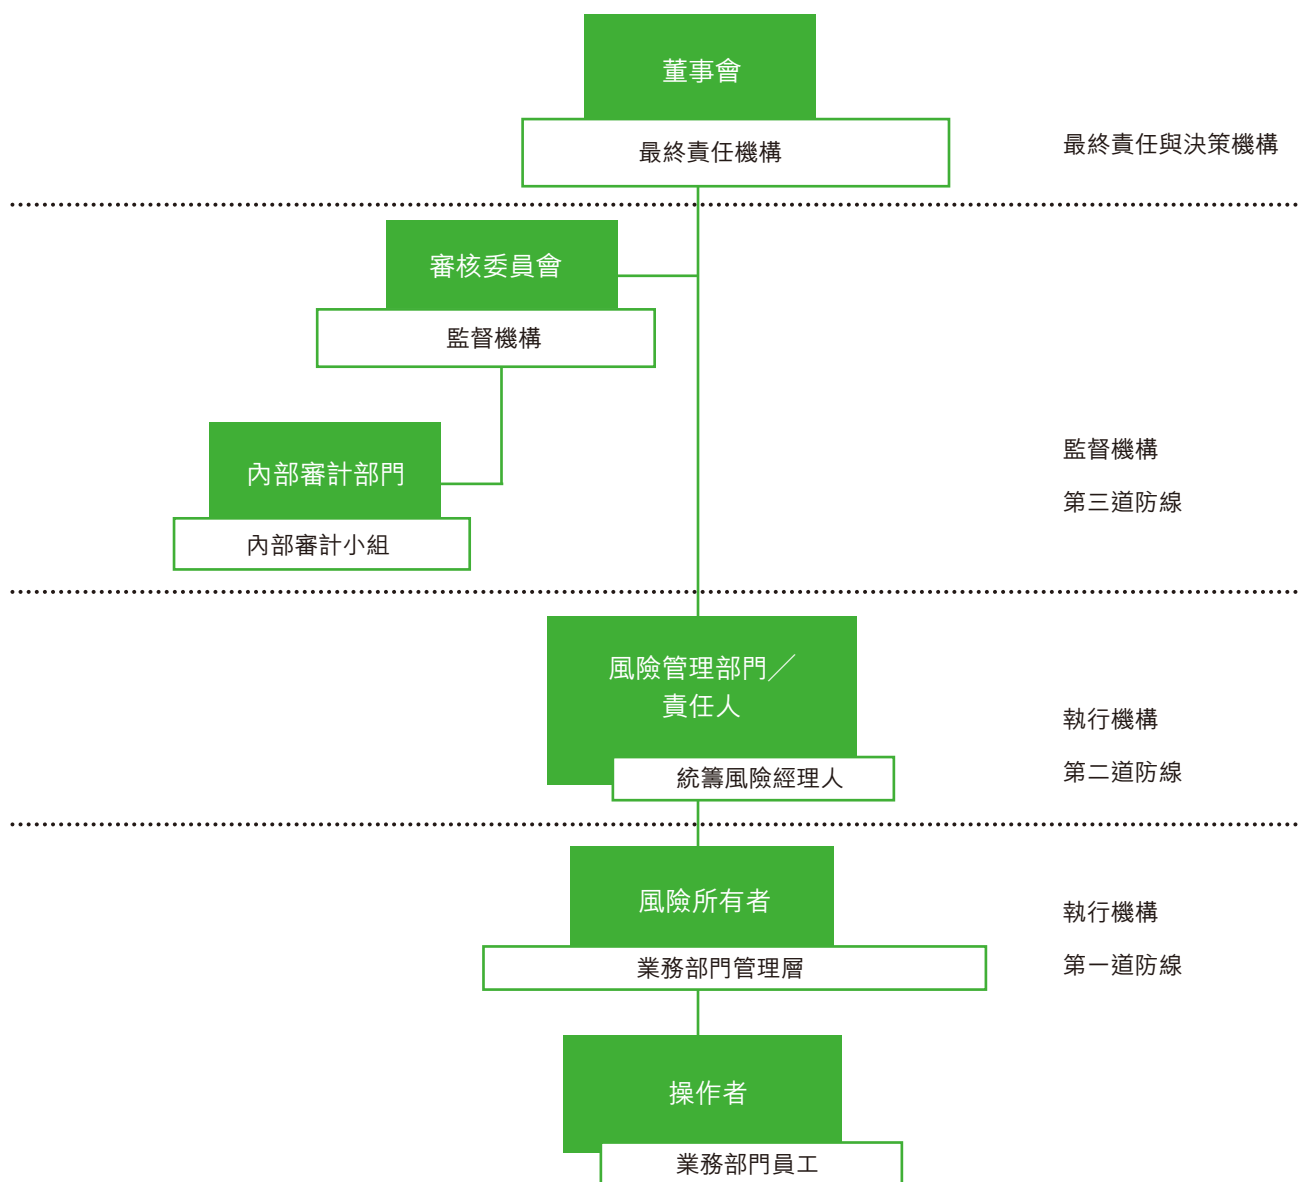 董事會
最終責任機構
最終責任與決策機構
審核委員會
監督機構
內部審計部門
內部審計小組
監督機構
第三道防線
風險管理部門／
責任人
統籌風險經理人
執行機構
第二道防線
風險所有者
業務部門管理層
執行機構
第一道防線
操作者
業務部門員工